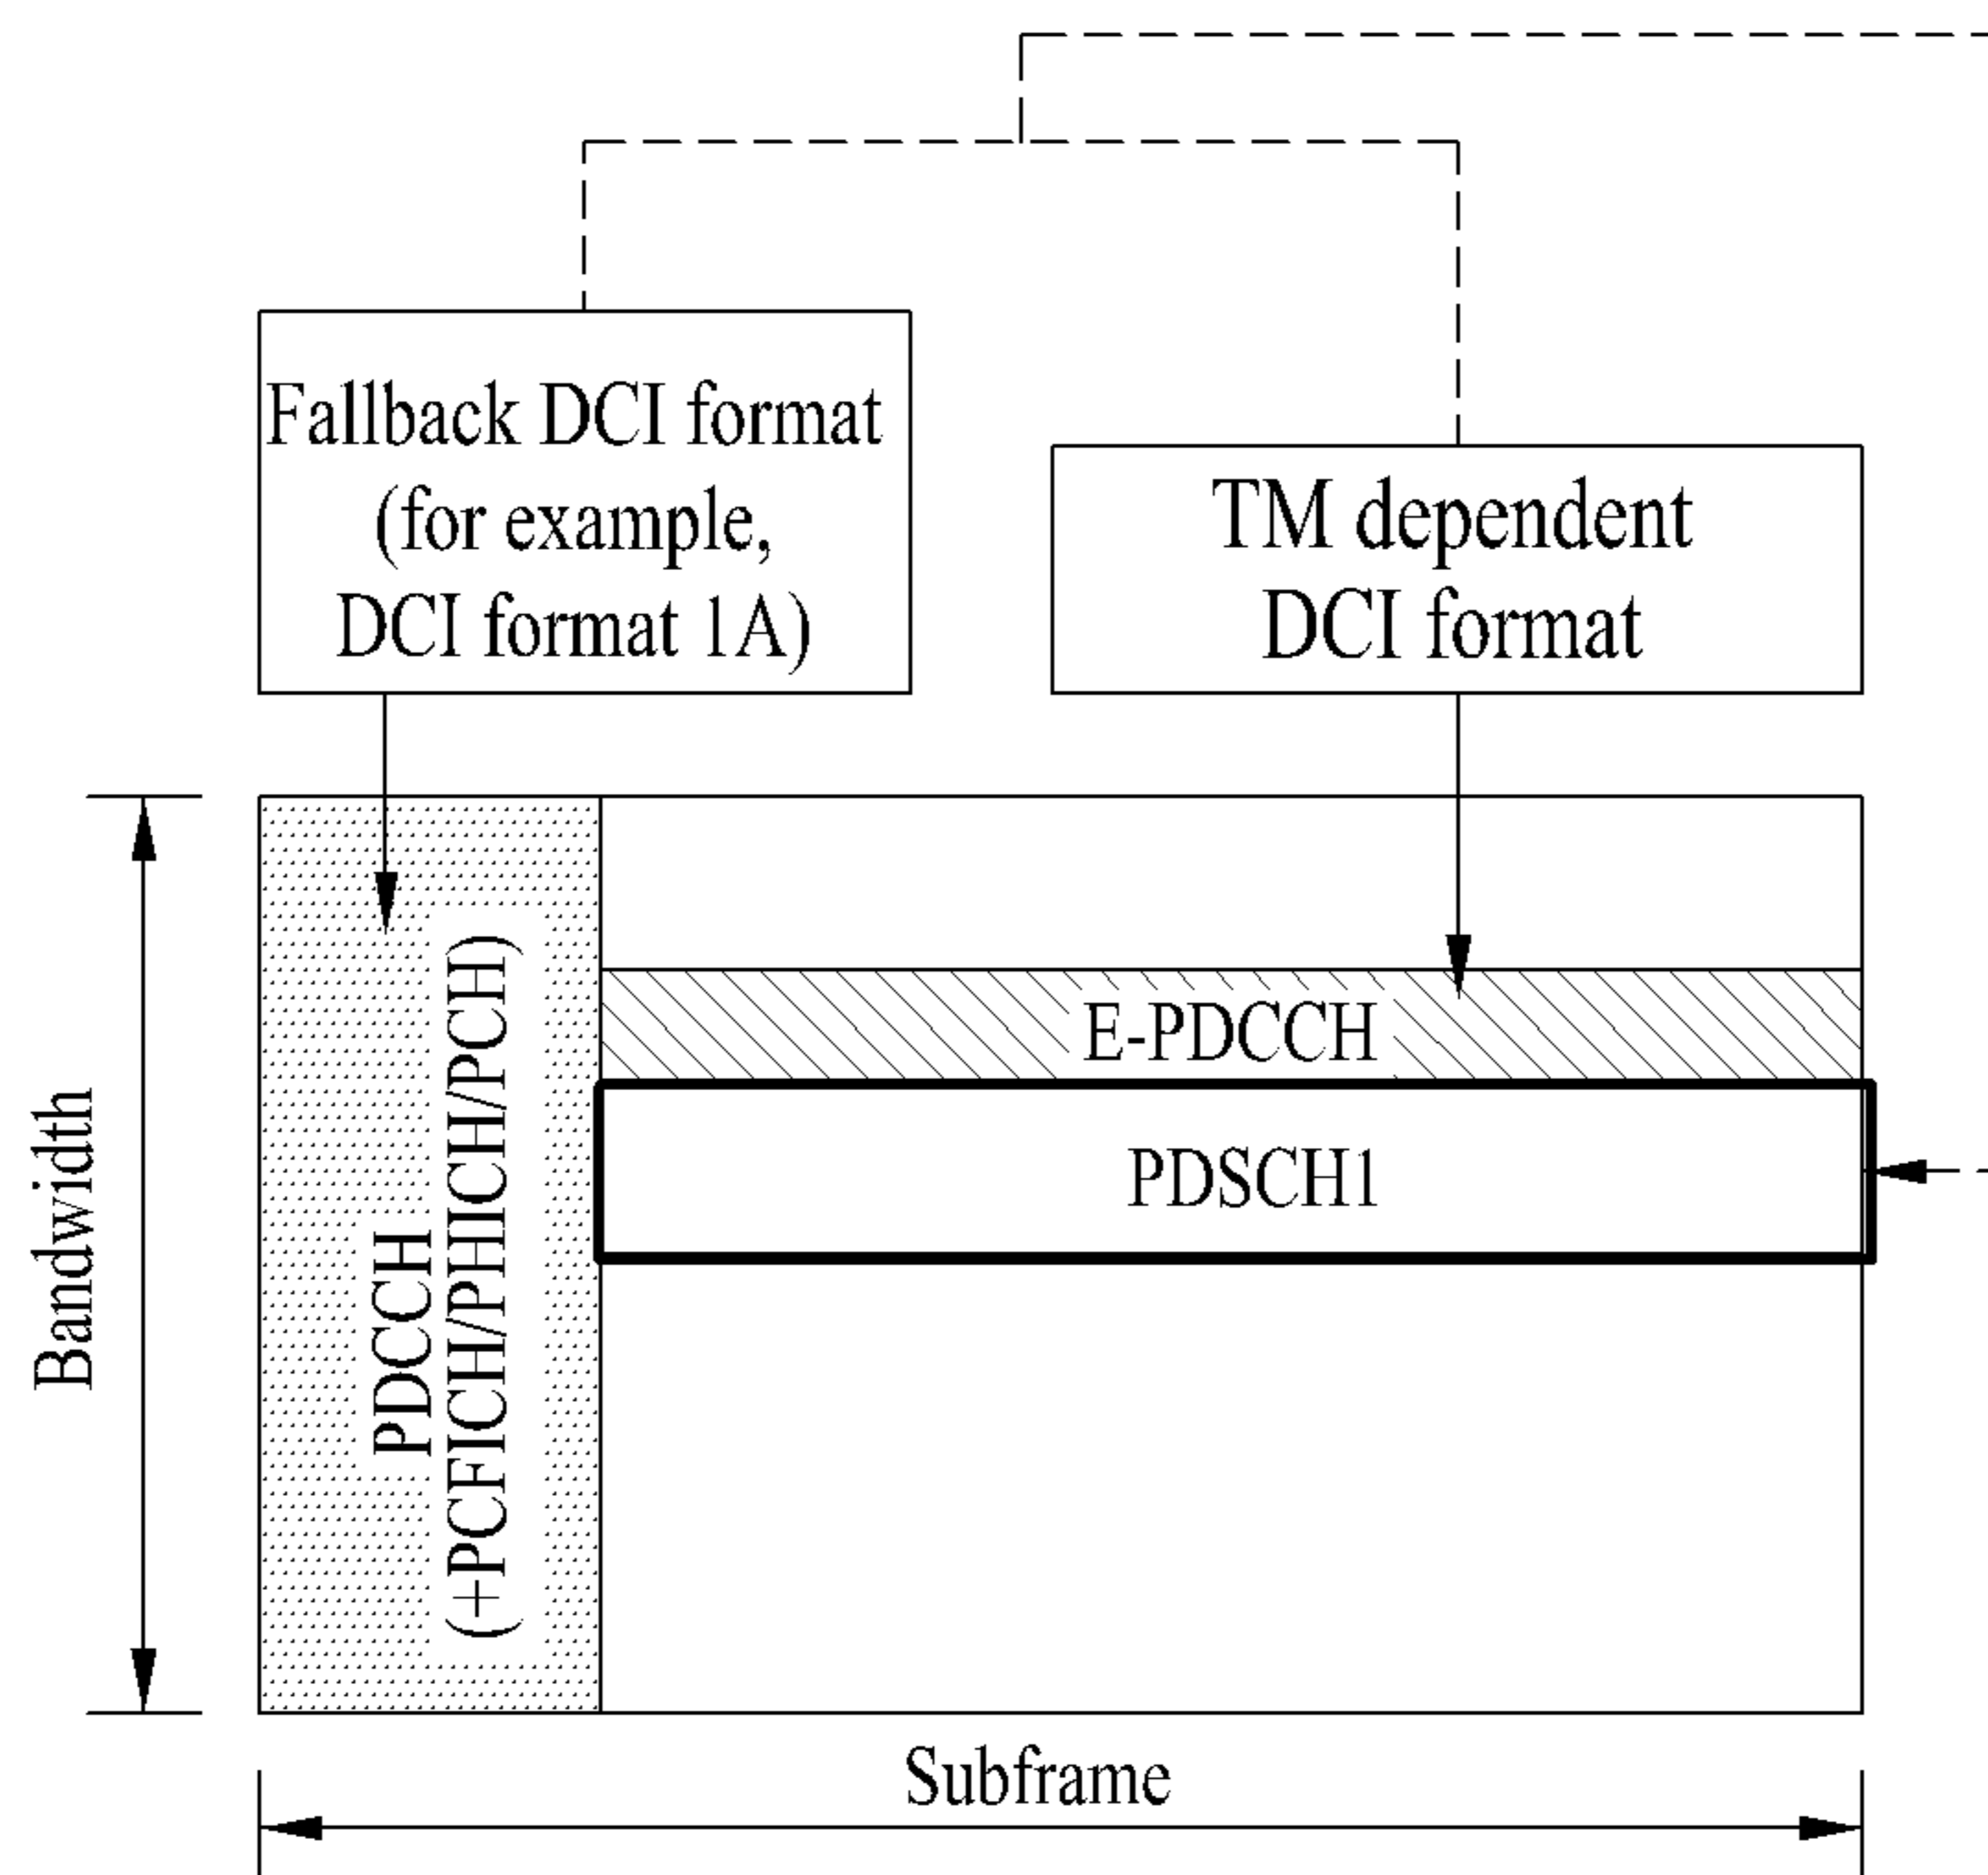 Fallback DCI format
(for example,
DCI format 1A)
TM dependent
DCI format
Bandwidth
PDCCH
(+PCFICH/PHICH/PCH)
E-PDCCH
PDSCH1
Subframe